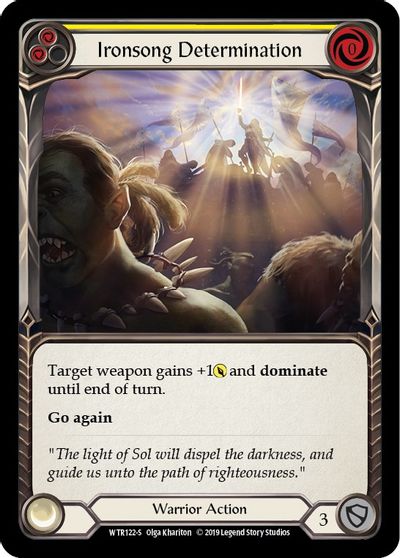 Ironsong Determination
0
Target weapon gains +1 and dominate
until end of turn.
Go again
"The light of Sol will dispel the darkness, and
guide us unto the path of righteousness."
Warrior Action
3
WTR122-S Olga Khariton © 2019 Legend Story Studios